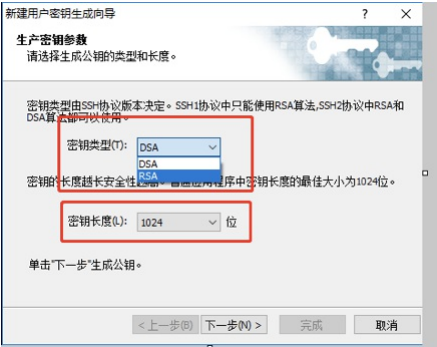 新建用户密钥生成向导
生产密钥参数
请选择生成公钥的类型和长度。
密钥类型由SSH协议版本决定。SSH1协议中只能使用RSA算法,SSH2协议中RSA和
DSA算法都可以使用。
密钥类型(T): DSA
DSA
RSA
密钥的长度越长安全性 程序中密钥长度的最佳大小为1024位。
密钥长度(L): 1024 位
单击"下一步"生成公钥。
<上一步(B) 下一步(N) > 完成 取消